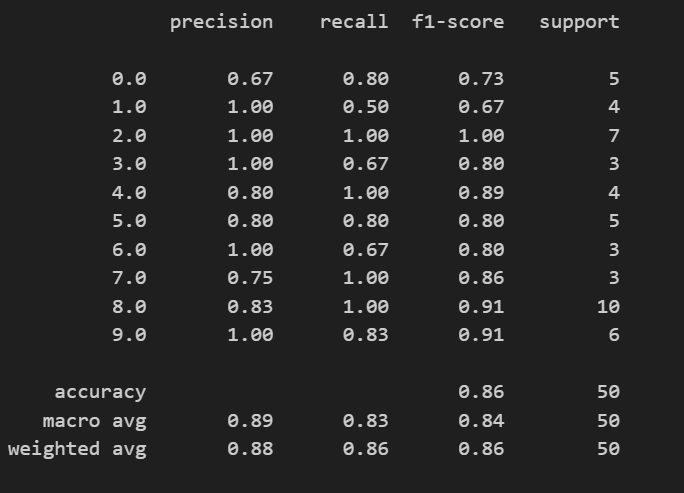 precision recall f1-score support
0.0 0.67 0.80 0.73 5
1.0 1.00 0.50 0.67 4
2.0 1.00 1.00 1.00 7
3.0 1.00 0.67 0.80 3
4.0 0.80 1.00 0.89 4
5.0 0.80 0.80 0.80 5
6.0 1.00 0.67 0.80 3
7.0 0.75 1.00 0.86 3
8.0 0.83 1.00 0.91 10
9.0 1.00 0.83 0.91 6
accuracy 0.86 50
macro avg 0.89 0.83 0.84 50
weighted avg 0.88 0.86 0.86 50